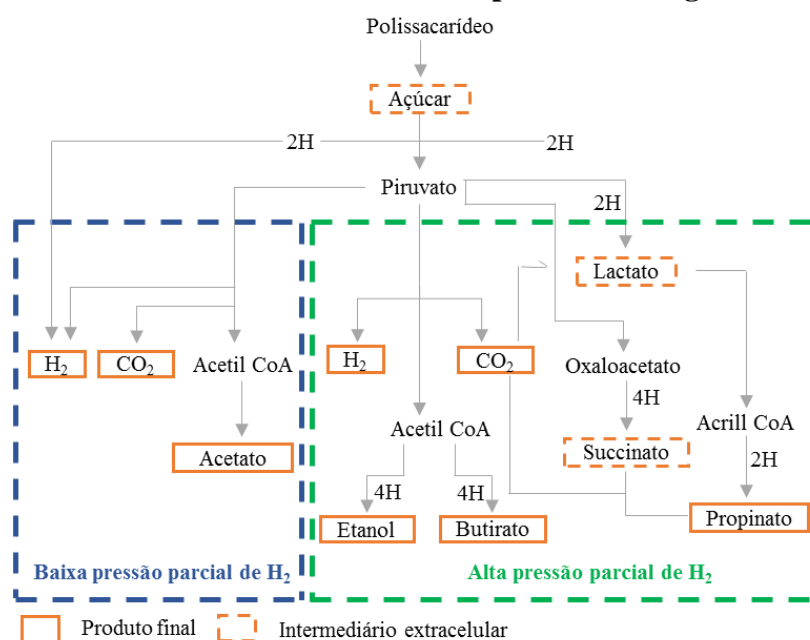 Polissacarídeo
Açúcar
2H
2H
Piruvato
2H
Lactato
H2
CO2
Acetil CoA
H2
CO2
Oxaloacetato
4H
Acetil CoA
Acrill CoA
Acetato
Succinato
2H
4H
4H
Etanol
Butirato
Propinato
Baixa pressão parcial de H2
Alta pressão parcial de H2
Produto final
Intermediário extracelular